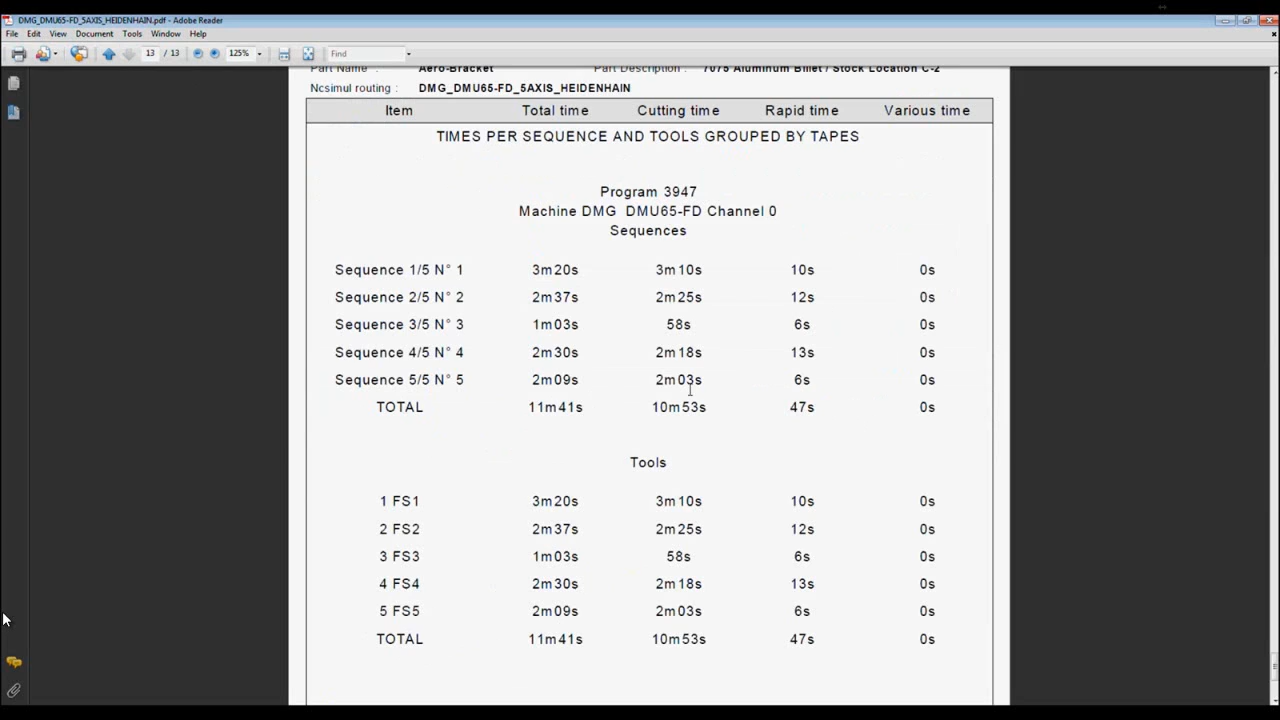 DMG_DMU65-FD_5AXIS_HEIDENHAIN.pdf - Adobe Reader
File Edit View Document Tools Window Help
13 / 13 125% Find
Part Name : Aero-Bracket Part Description : 7075 Aluminum Billet / Stock Location C-2
Ncsimul routing : DMG_DMU65-FD_5AXIS_HEIDENHAIN
Item Total time Cutting time Rapid time Various time
TIMES PER SEQUENCE AND TOOLS GROUPED BY TAPES
Program 3947
Machine DMG DMU65-FD Channel 0
Sequences
Sequence 1/5 N° 1 3m20s 3m10s 10s 0s
Sequence 2/5 N° 2 2m37s 2m25s 12s 0s
Sequence 3/5 N° 3 1m03s 58s 6s 0s
Sequence 4/5 N° 4 2m30s 2m18s 13s 0s
Sequence 5/5 N° 5 2m09s 2m03s 6s 0s
TOTAL 11m41s 10m53s 47s 0s
Tools
1 FS1 3m20s 3m10s 10s 0s
2 FS2 2m37s 2m25s 12s 0s
3 FS3 1m03s 58s 6s 0s
4 FS4 2m30s 2m18s 13s 0s
5 FS5 2m09s 2m03s 6s 0s
TOTAL 11m41s 10m53s 47s 0s